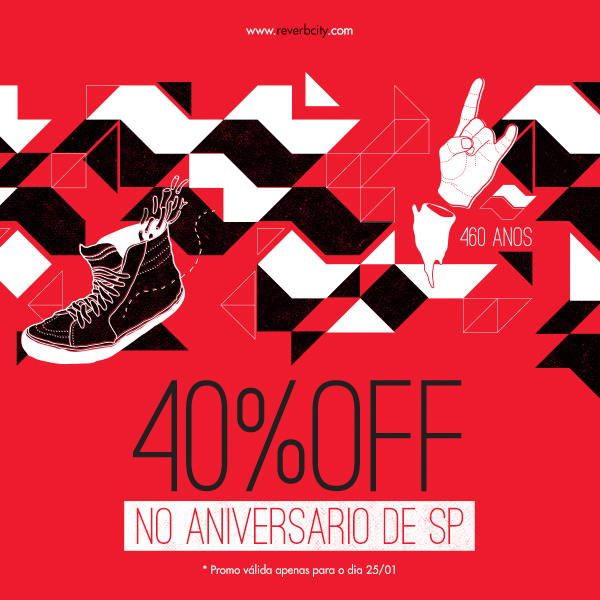 www.reverbcity.com
460 ANOS
40%OFF
NO ANIVERSARIO DE SP
* Promo válida apenas para o dia 25/01